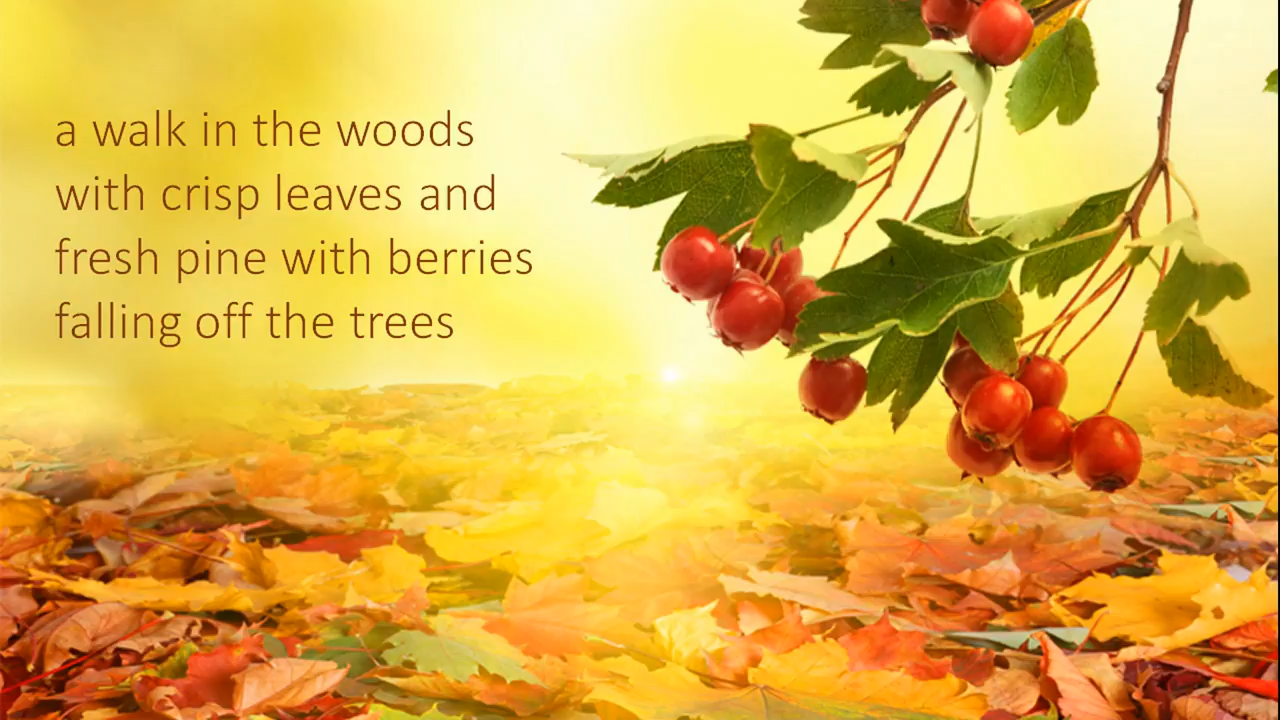 a walk in the woods
with crisp leaves and
fresh pine with berries
falling off the trees